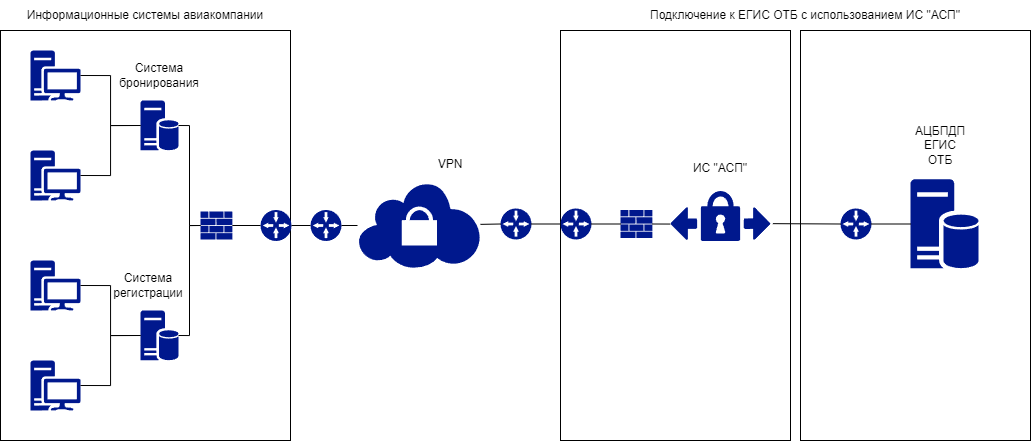 Информационные системы авиакомпании
Подключение к ЕГИС ОТБ с использованием ИС "АСП"
Система
бронирования
VPN
ИС "АСП"
АЦБПДП
ЕГИС
ОТБ
Система
регистрации